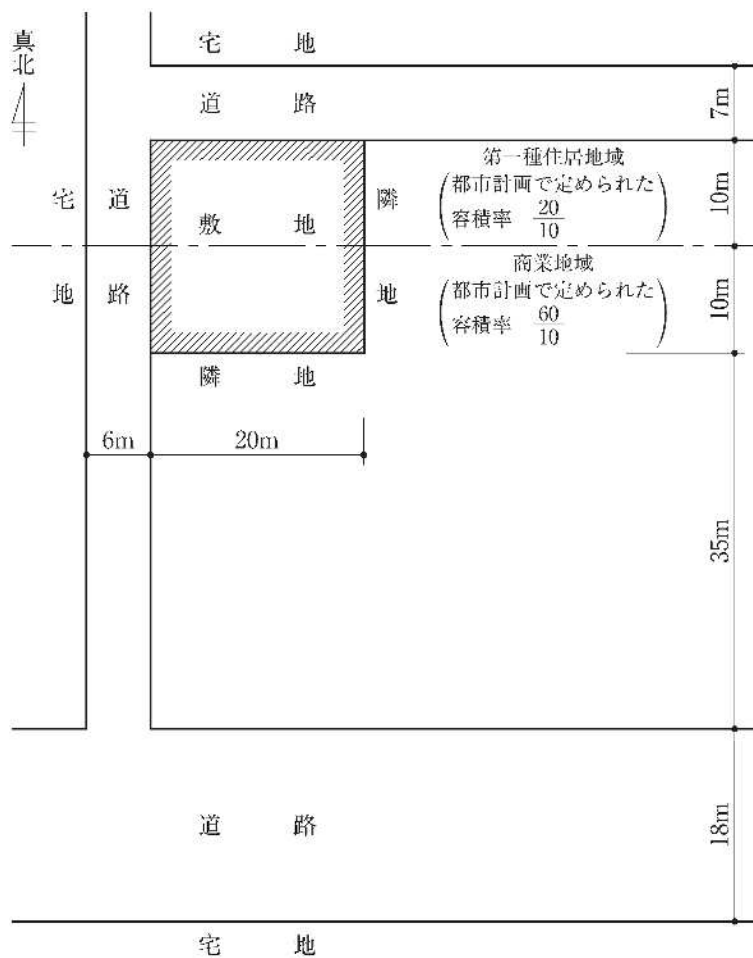 真北
宅 地
道 路
7m
第一種住居地域
都市計画で定められた
容積率 20/10
10m
宅地
道路
敷 地
隣地
商業地域
都市計画で定められた
容積率 60/10
10m
隣 地
6m
20m
35m
道 路
18m
宅 地